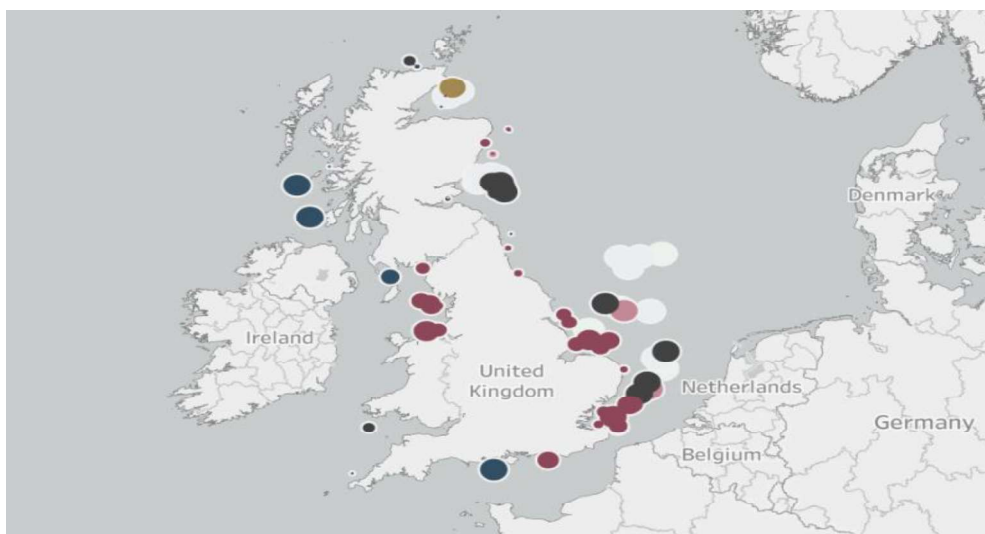 Denmark
Ireland
United
Kingdom
Netherlands
Germany
Belgium